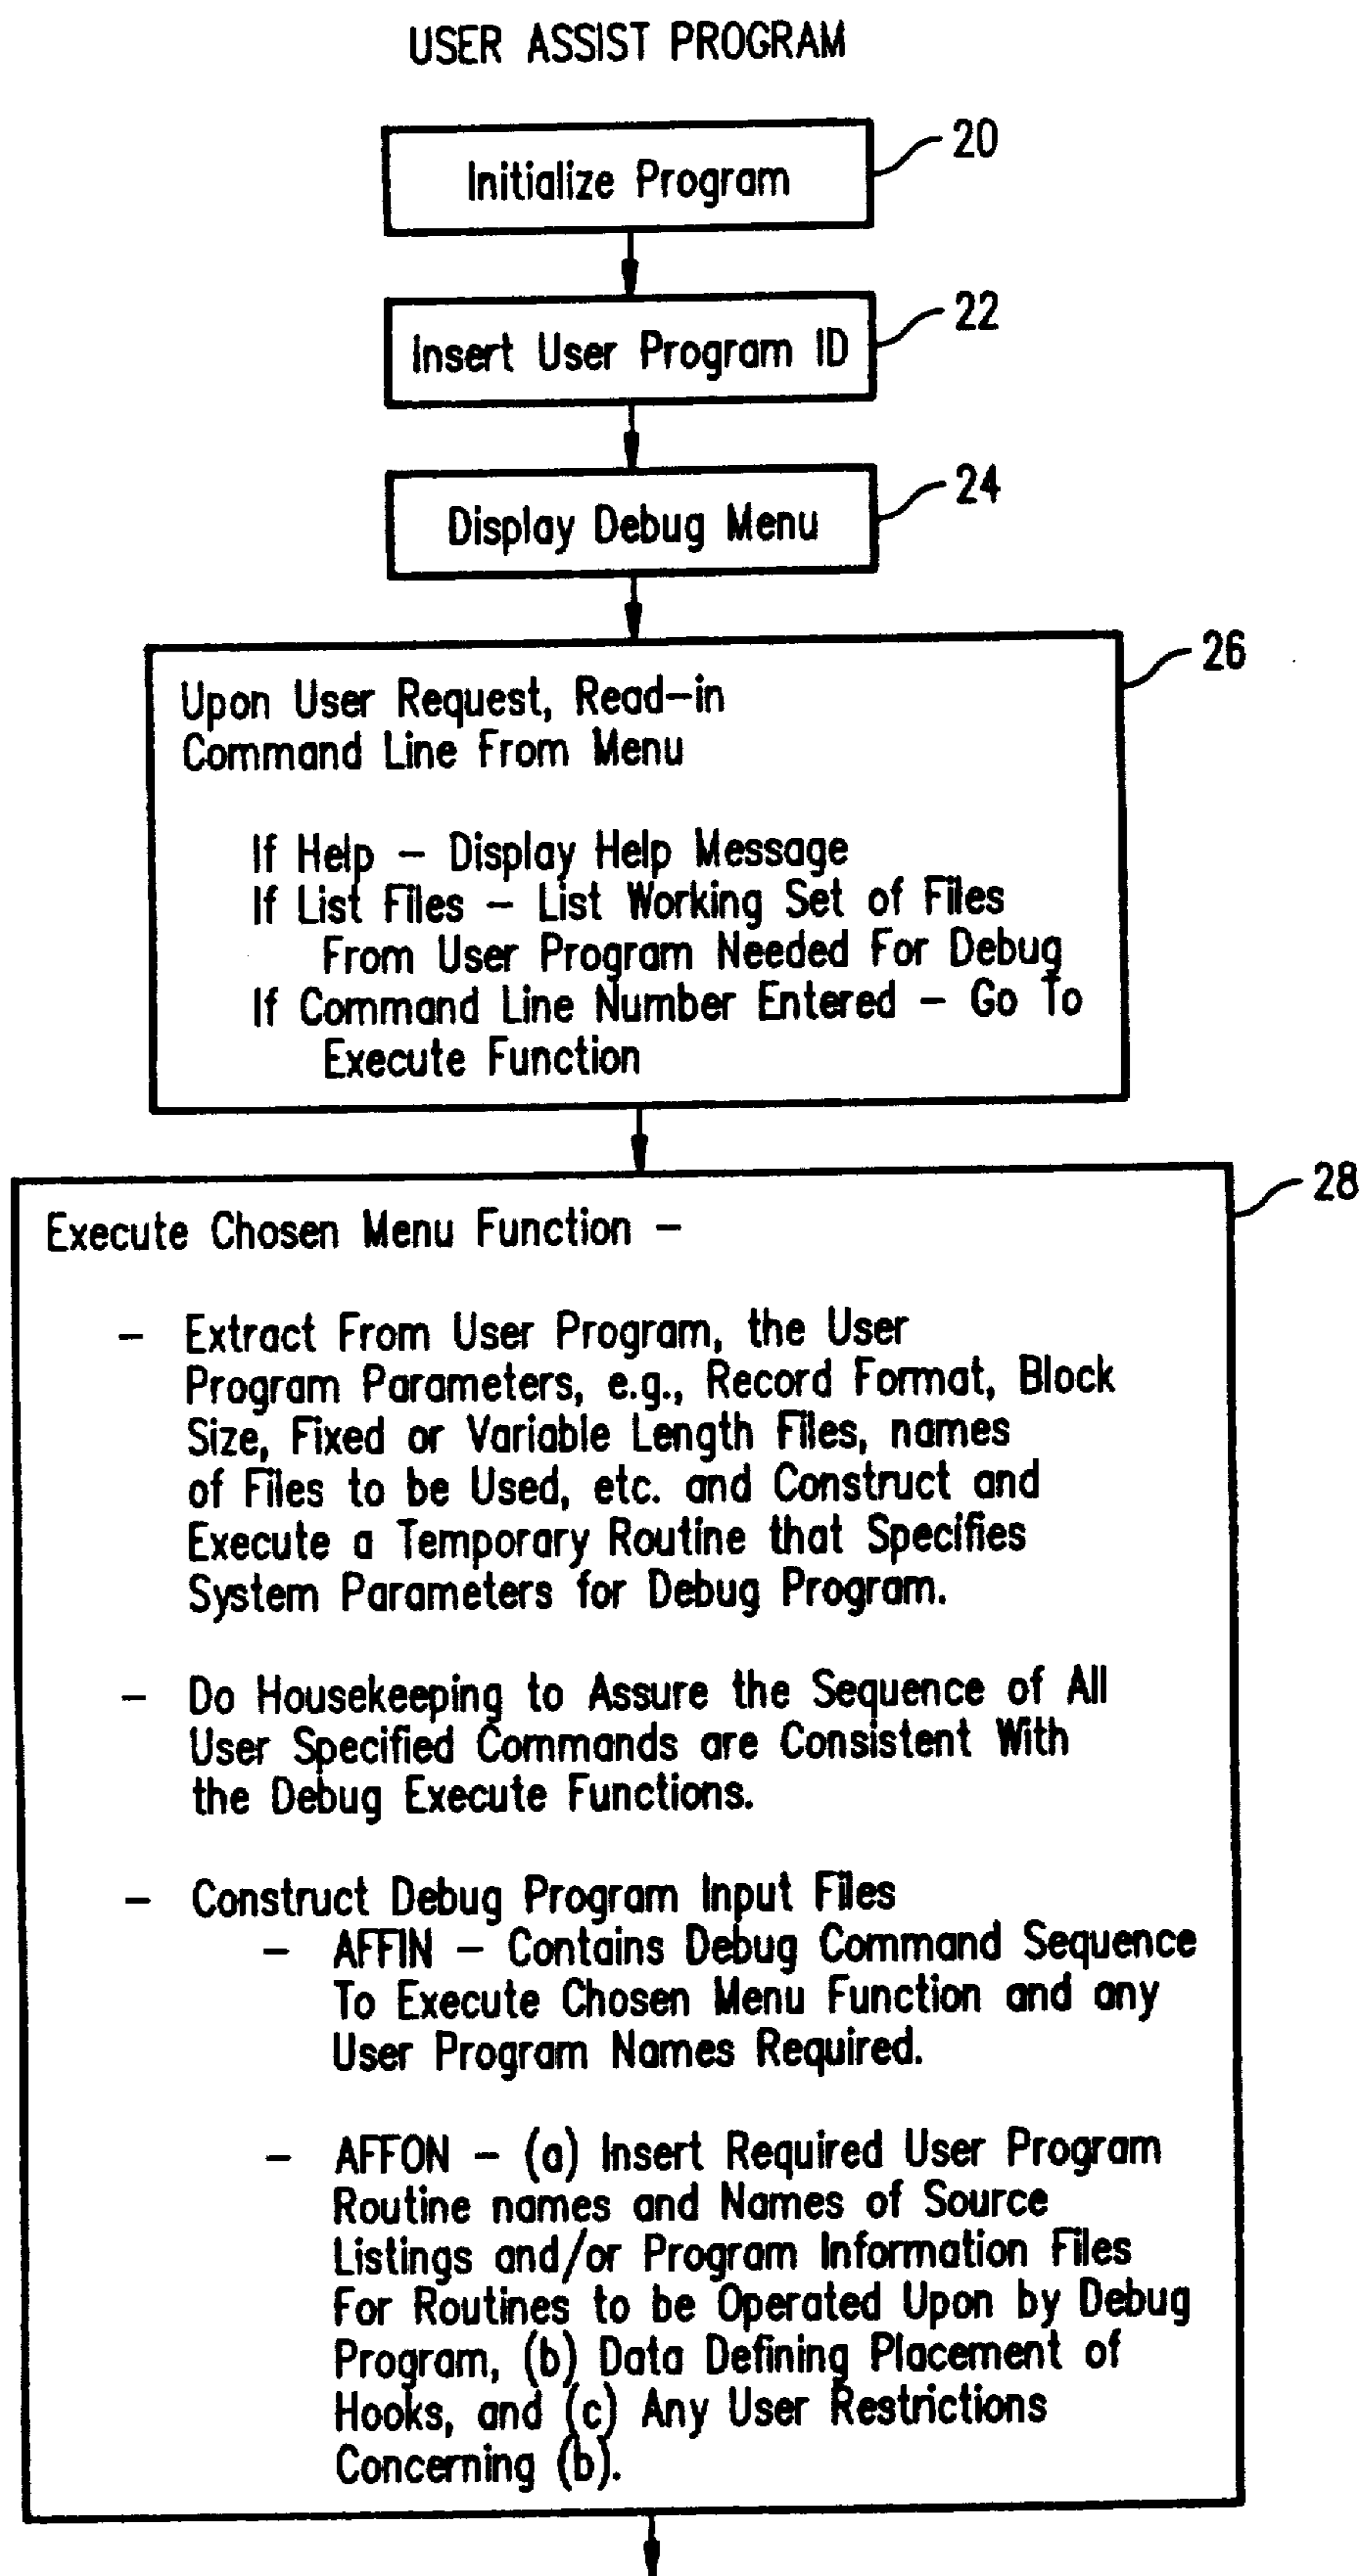 USER ASSIST PROGRAM
Initialize Program
20
Insert User Program ID
22
Display Debug Menu
24
26
Upon User Request, Read-in
Command Line From Menu
If Help - Display Help Message
If List Files - List Working Set of Files
From User Program Needed For Debug
If Command Line Number Entered - Go To
Execute Function
28
Execute Chosen Menu Function -
- Extract From User Program, the User
Program Parameters, e.g., Record Format, Block
Size, Fixed or Variable Length Files, names
of Files to be Used, etc. and Construct and
Execute a Temporary Routine that Specifies
System Parameters for Debug Program.
- Do Housekeeping to Assure the Sequence of All
User Specified Commands are Consistent With
the Debug Execute Functions.
- Construct Debug Program Input Files
- AFFIN - Contains Debug Command Sequence
To Execute Chosen Menu Function and any
User Program Names Required.
- AFFON - (a) Insert Required User Program
Routine names and Names of Source
Listings and/or Program Information Files
For Routines to be Operated Upon by Debug
Program, (b) Data Defining Placement of
Hooks, and (c) Any User Restrictions
Concerning (b).